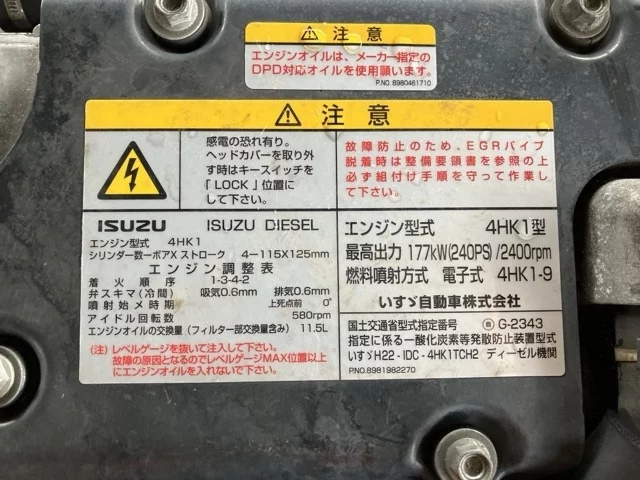 注意
エンジンオイルは、メーカー指定の
DPD対応オイルを使用願います。
P.NO. 8980461710
注意
感電の恐れ有り。
ヘッドカバーを取り外
す時はキースイッチを
「LOCK」位置に
して下さい。
故障防止のため、EGRパイプ
脱着時は整備要領書を参照の上
必ず組付け手順を守って作業し
て下さい。
ISUZU ISUZU DIESEL
エンジン型式 4HK1
シリンダー数ーボアX ストローク 4-115X125mm
エンジン調整表
着火順序 1-3-4-2
弁スキマ(冷間) 吸気0.6mm 排気0.6mm
噴射始メ時期 上死点前 0°
アイドル回転数 580rpm
エンジンオイルの交換量(フィルター部交換量含み) 11.5L
(注)レベルゲージを抜いて注入して下さい。
故障の原因となるのでレベルゲージMAX位置以上
にエンジンオイルを入れないで下さい。
エンジン型式 4HK1型
最高出力 177kW(240PS)/2400rpm
燃料噴射方式 電子式 4HK1-9
いすゞ自動車株式会社
国土交通省型式指定番号 G-2343
指定に係る一酸化炭素等発散防止装置型式
いすゞH22-IDC-4HK1TCH2 ディーゼル機関
P.NO.8981982270